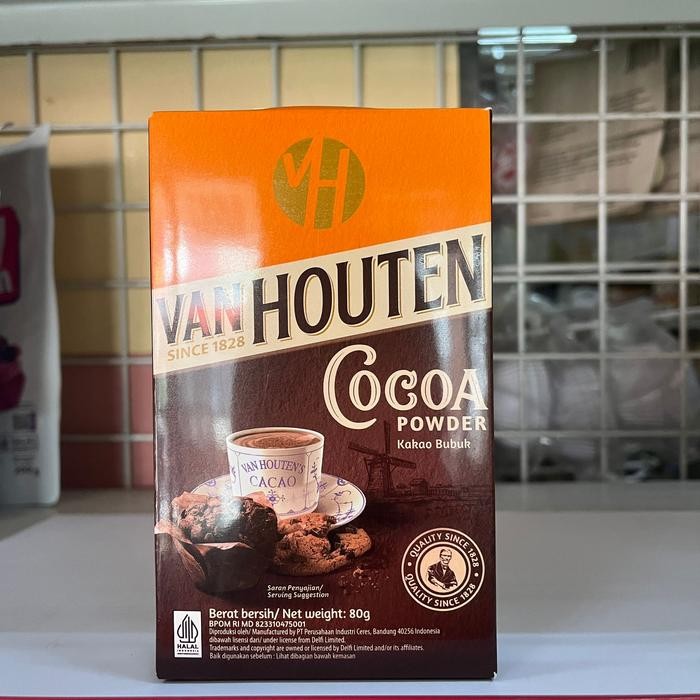 VH
VAN HOUTEN
SINCE 1828
COCOA
POWDER
Kakao Bubuk
VAN HOUTEN'S
CACAO
QUALITY SINCE 1828
QUALITY SINCE 1828
Saran Penyajian/
Serving Suggestion
Berat bersih/ Net weight: 80g
BPOM RI MD 823310475001
Diproduksi oleh/ Manufactured by PT Perusahaan Industri Ceres, Bandung 40256 Indonesia
dibawah lisensi dari/ under license from Delfi Limited.
Trademarks and copyright are owned or licensed by Delfi Limited and/or its affiliates.
Baik digunakan sebelum : Lihat dibagian bawah kemasan
HALAL
INDONESIA